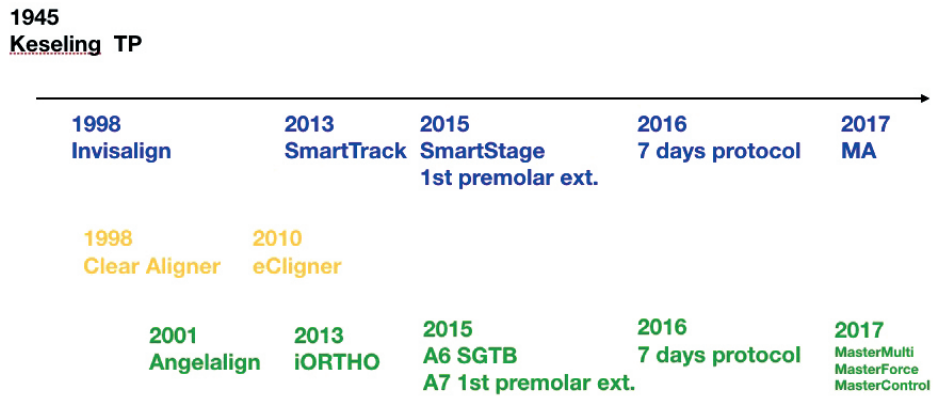 1945
Keseling TP
1998 2013 2015 2016 2017
Invisalign SmartTrack SmartStage 7 days protocol MA
1st premolar ext.
1998 2010
Clear Aligner eCligner
2001 2013 2015 2016 2017
Angelalign iORTHO A6 SGTB 7 days protocol MasterMulti
A7 1st premolar ext. MasterForce
MasterControl